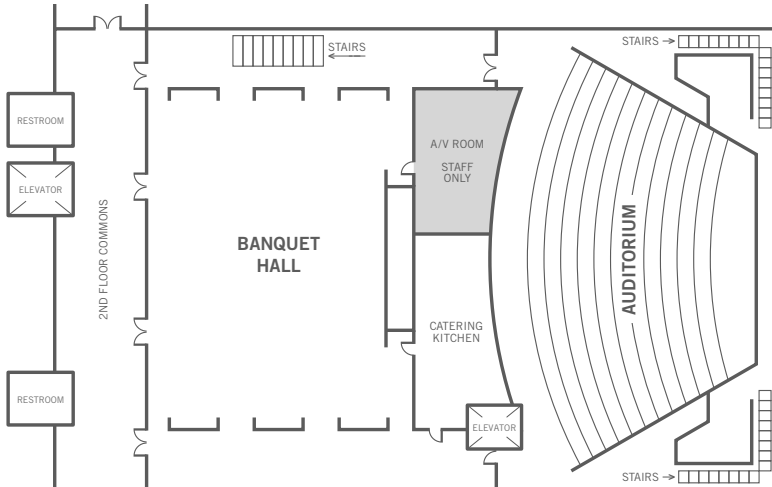 STAIRS
STAIRS
RESTROOM
A/V ROOM
STAFF
ONLY
ELEVATOR
2ND FLOOR COMMONS
BANQUET
HALL
AUDITORIUM
CATERING
KITCHEN
RESTROOM
ELEVATOR
STAIRS